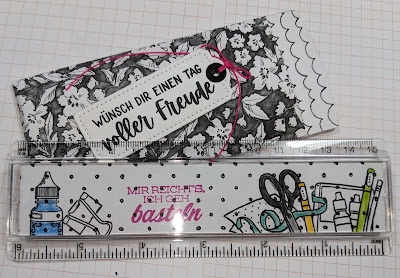 WÜNSCH DIR EINEN TAG
voller Freude
MIR REICHT'S,
ICH GEH
basteln